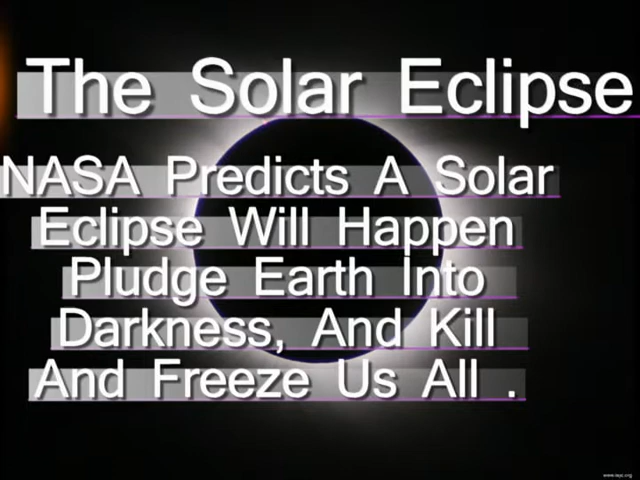 The Solar Eclipse
NASA Predicts A Solar
Eclipse Will Happen
Pludge Earth Into
Darkness, And Kill
And Freeze Us All .